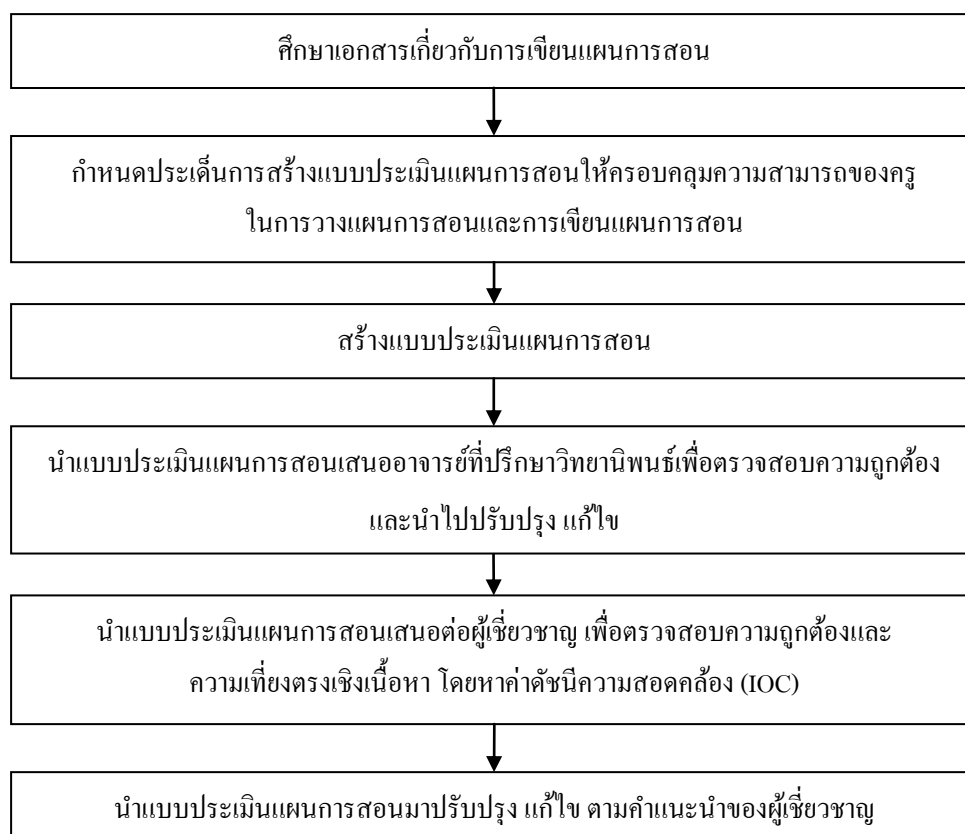 ศึกษาเอกสารเกี่ยวกับการเขียนแผนการสอน
กำหนดประเด็นการสร้างแบบประเมินแผนการสอนให้ครอบคลุมความสามารถของครู
ในการวางแผนการสอนและการเขียนแผนการสอน
สร้างแบบประเมินแผนการสอน
นำแบบประเมินแผนการสอนเสนออาจารย์ที่ปรึกษาวิทยานิพนธ์เพื่อตรวจสอบความถูกต้อง
และนำไปปรับปรุง แก้ไข
นำแบบประเมินแผนการสอนเสนอต่อผู้เชี่ยวชาญ เพื่อตรวจสอบความถูกต้องและ
ความเที่ยงตรงเชิงเนื้อหา โดยหาค่าดัชนีความสอดคล้อง (IOC)
นำแบบประเมินแผนการสอนมาปรับปรุง แก้ไข ตามคำแนะนำของผู้เชี่ยวชาญ